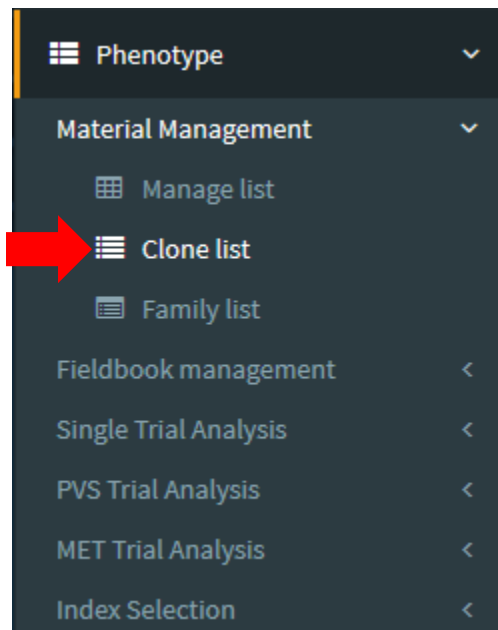 Phenotype
Material Management
Manage list
Clone list
Family list
Fieldbook management
Single Trial Analysis
PVS Trial Analysis
MET Trial Analysis
Index Selection